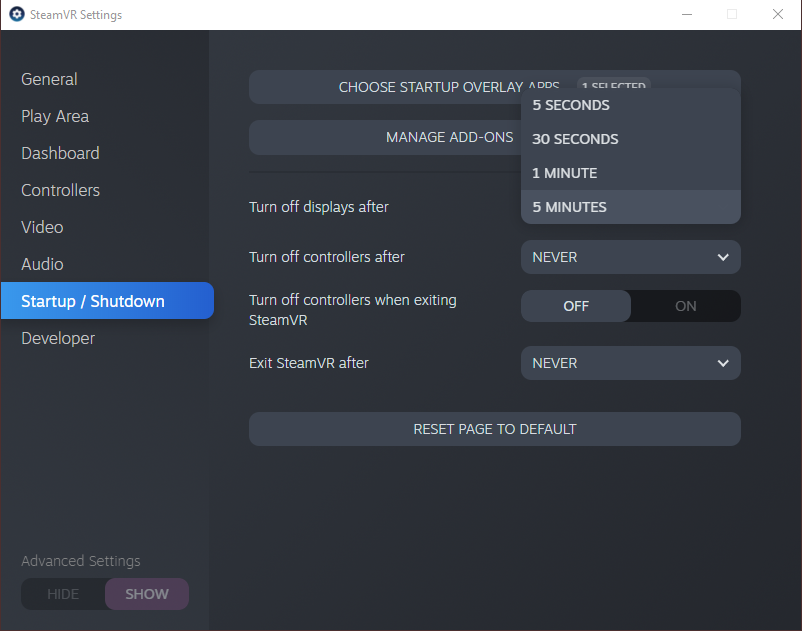 SteamVR Settings
General
Play Area
Dashboard
Controllers
Video
Audio
Startup / Shutdown
Developer
Advanced Settings
HIDE
SHOW
CHOOSE STARTUP OVERLAY APPS
1 SELECTED
MANAGE ADD-ONS
Turn off displays after
5 SECONDS
30 SECONDS
1 MINUTE
5 MINUTES
Turn off controllers after
NEVER
Turn off controllers when exiting
SteamVR
OFF
ON
Exit SteamVR after
NEVER
RESET PAGE TO DEFAULT